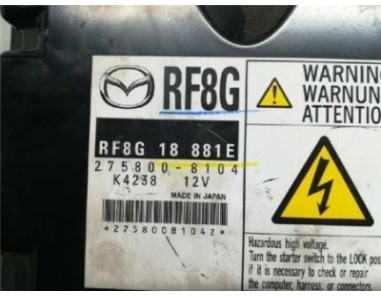 RF8G
RF8G 18 881E
275800-8104
K4238 12V
MADE IN JAPAN
*2758008104Z*
WARNING
WARNUN
ATTENTIO
Hazardous high voltage.
Turn the starter switch to the LOCK pos
if it is necessary to check or repair
the computer, harness, or connectors.